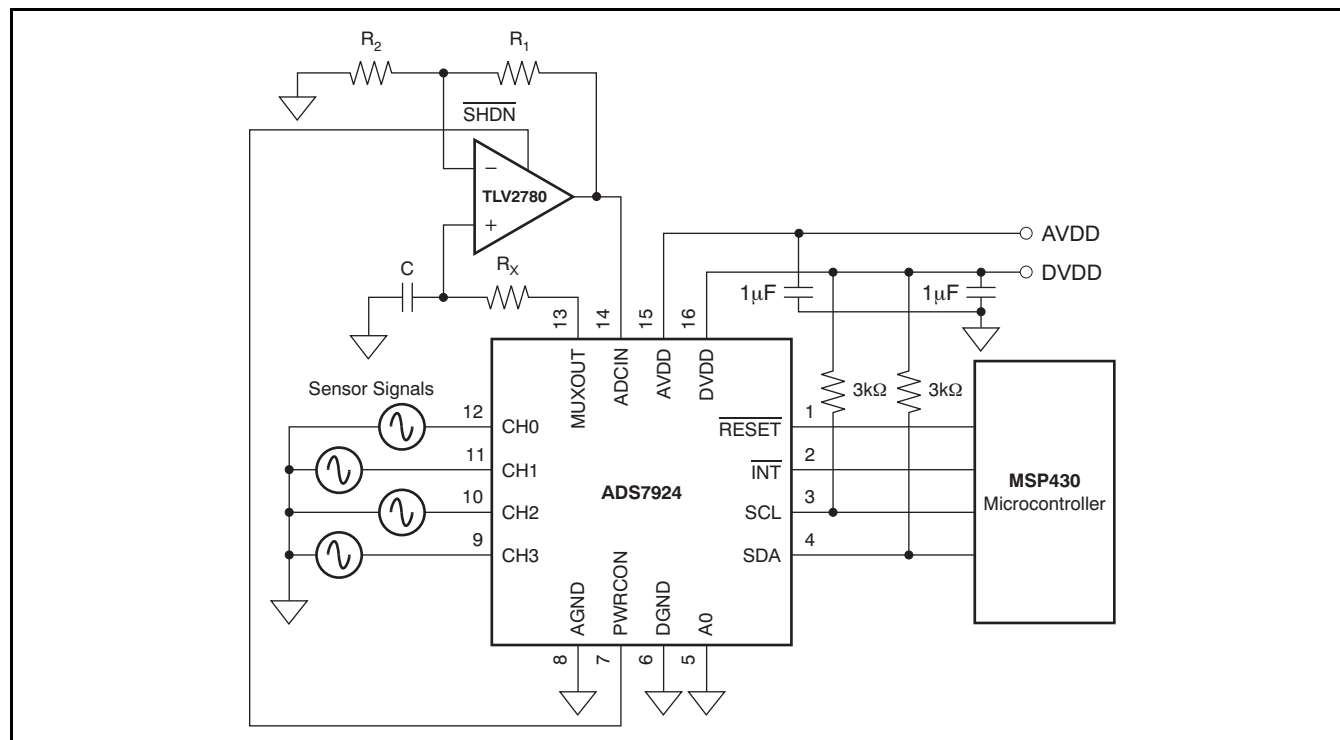 R2
R1
SHDN
−
TLV2780
+
AVDD
DVDD
C
RX
1μF
1μF
13
14
15
16
MUXOUT
ADCIN
AVDD
DVDD
Sensor Signals
3kΩ
3kΩ
12
CH0
RESET
1
11
CH1
INT
2
10
CH2
ADS7924
SCL
3
9
CH3
SDA
4
MSP430
Microcontroller
AGND
PWRCON
DGND
A0
8
7
6
5